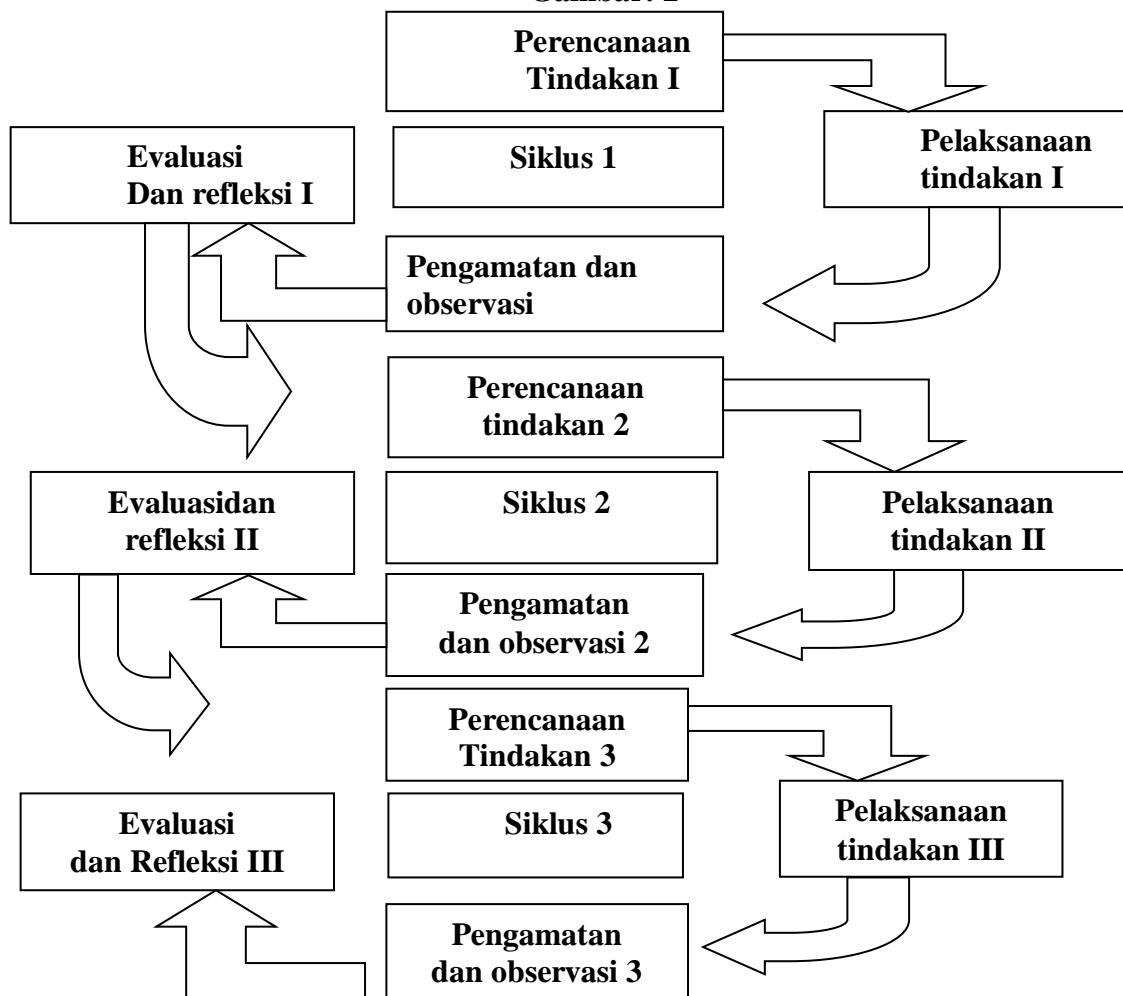 Perencanaan
Tindakan I
Evaluasi
Dan refleksi I
Siklus 1
Pelaksanaan
tindakan I
Pengamatan dan
observasi
Perencanaan
tindakan 2
Evaluasidan
refleksi II
Siklus 2
Pelaksanaan
tindakan II
Pengamatan
dan observasi 2
Perencanaan
Tindakan 3
Evaluasi
dan Refleksi III
Siklus 3
Pelaksanaan
tindakan III
Pengamatan
dan observasi 3